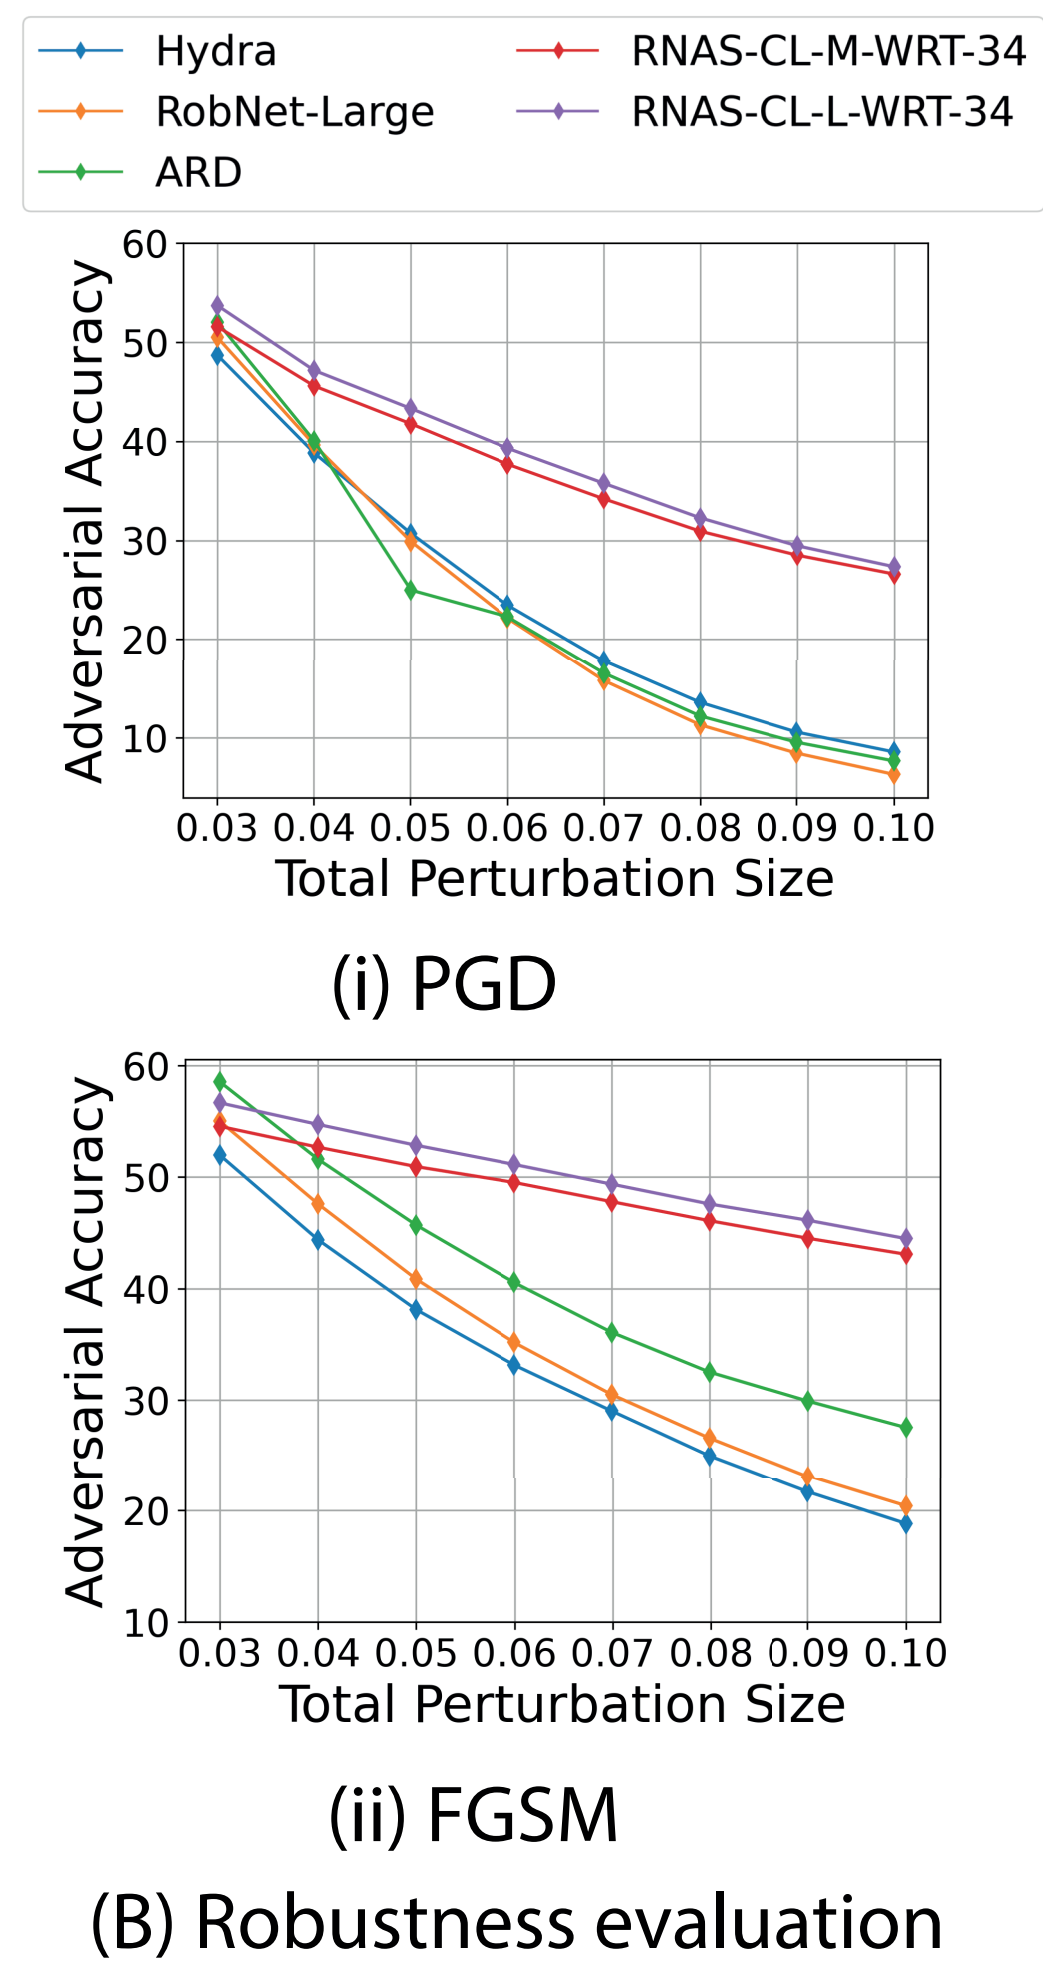 Hydra
RobNet-Large
ARD
RNAS-CL-M-WRT-34
RNAS-CL-L-WRT-34
Adversarial Accuracy
60
50
40
30
20
10
0.03 0.04 0.05 0.06 0.07 0.08 0.09 0.10
Total Perturbation Size
(i) PGD
Adversarial Accuracy
60
50
40
30
20
10
0.03 0.04 0.05 0.06 0.07 0.08 0.09 0.10
Total Perturbation Size
(ii) FGSM
(B) Robustness evaluation